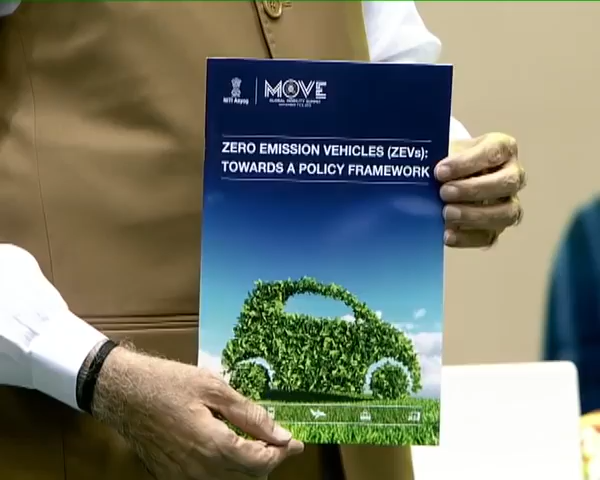 NITI Aayog
MOVE
GLOBAL MOBILITY SUMMIT
ZERO EMISSION VEHICLES (ZEVs):
TOWARDS A POLICY FRAMEWORK